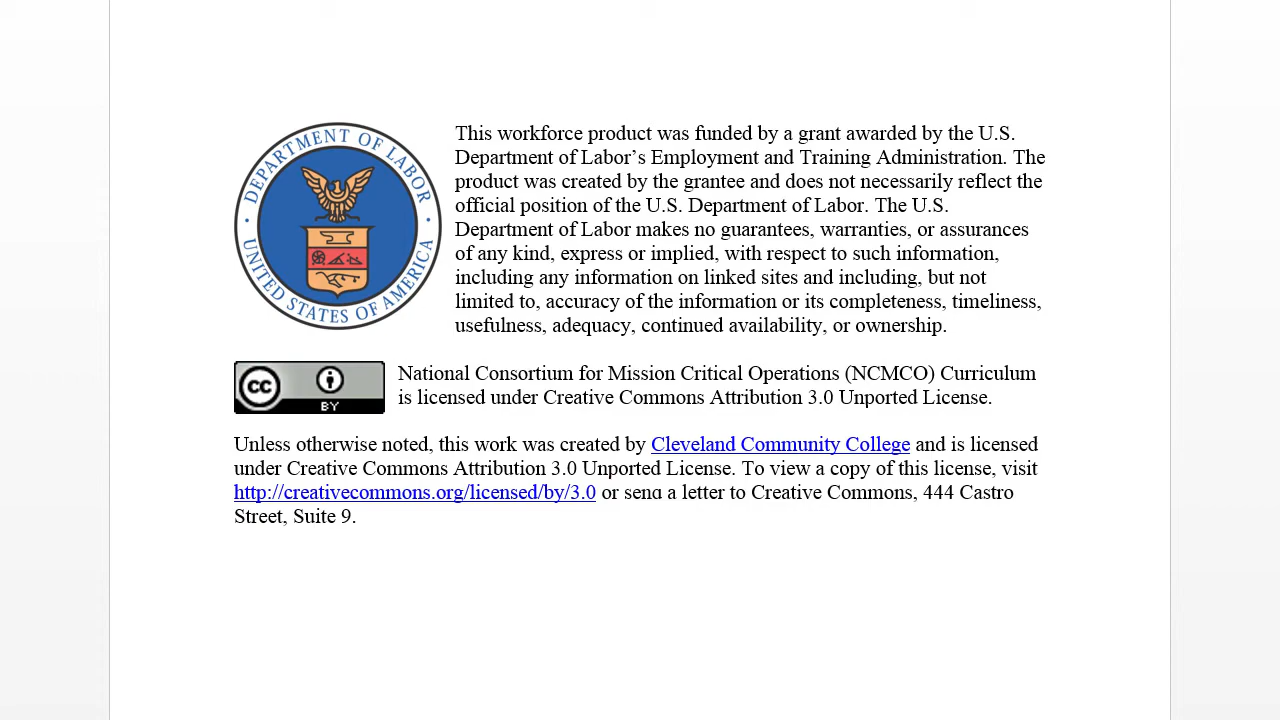 DEPARTMENT OF LABOR
UNITED STATES OF AMERICA
This workforce product was funded by a grant awarded by the U.S.
Department of Labor’s Employment and Training Administration. The
product was created by the grantee and does not necessarily reflect the
official position of the U.S. Department of Labor. The U.S.
Department of Labor makes no guarantees, warranties, or assurances
of any kind, express or implied, with respect to such information,
including any information on linked sites and including, but not
limited to, accuracy of the information or its completeness, timeliness,
usefulness, adequacy, continued availability, or ownership.
cc
BY
National Consortium for Mission Critical Operations (NCMCO) Curriculum
is licensed under Creative Commons Attribution 3.0 Unported License.
Unless otherwise noted, this work was created by Cleveland Community College and is licensed
under Creative Commons Attribution 3.0 Unported License. To view a copy of this license, visit
http://creativecommons.org/licensed/by/3.0 or send a letter to Creative Commons, 444 Castro
Street, Suite 9.